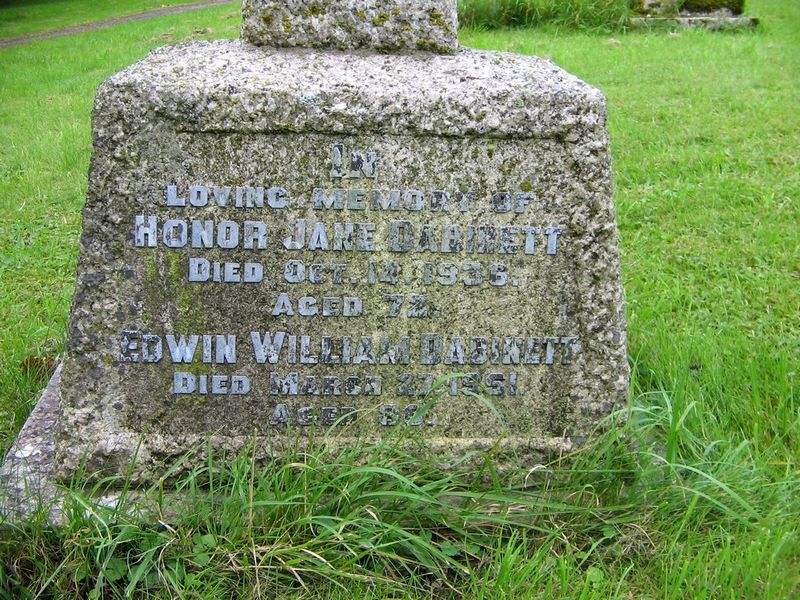 IN
LOVING MEMORY OF
HONOR JANE DABINETT
DIED OCT. 14, 1936.
AGED 72.
EDWIN WILLIAM DABINETT
DIED MARCH 27, 1951.
AGED